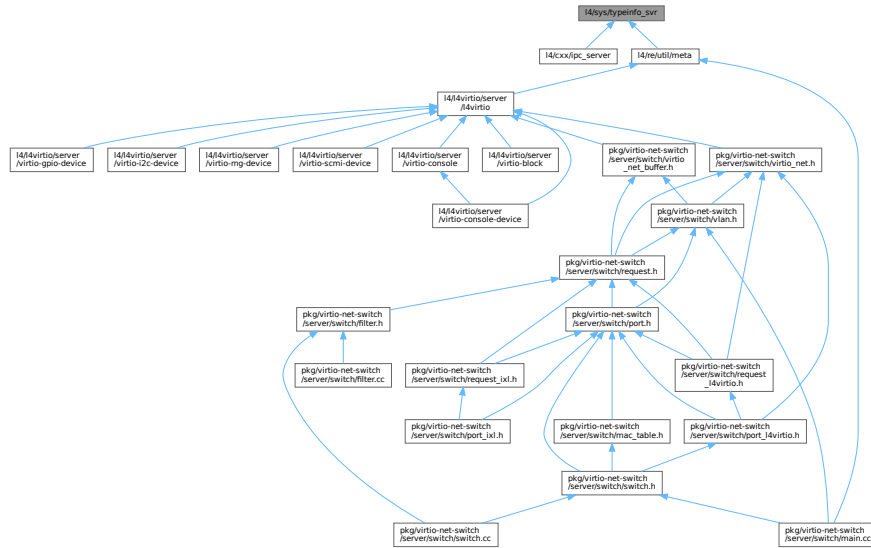 l4/sys/typeinfo_svr
l4/cxx/ipc_server
l4/re/util/meta
l4/l4virtio/server
/l4virtio
l4/l4virtio/server
/virtio-gpio-device
l4/l4virtio/server
/virtio-i2c-device
l4/l4virtio/server
/virtio-rng-device
l4/l4virtio/server
/virtio-scmi-device
l4/l4virtio/server
/virtio-console
l4/l4virtio/server
/virtio-block
pkg/virtio-net-switch
/server/switch/virtio
_net_buffer.h
pkg/virtio-net-switch
/server/switch/virtio_net.h
l4/l4virtio/server
/virtio-console-device
pkg/virtio-net-switch
/server/switch/vlan.h
pkg/virtio-net-switch
/server/switch/request.h
pkg/virtio-net-switch
/server/switch/filter.h
pkg/virtio-net-switch
/server/switch/port.h
pkg/virtio-net-switch
/server/switch/filter.cc
pkg/virtio-net-switch
/server/switch/request_ixl.h
pkg/virtio-net-switch
/server/switch/request
_l4virtio.h
pkg/virtio-net-switch
/server/switch/port_ixl.h
pkg/virtio-net-switch
/server/switch/mac_table.h
pkg/virtio-net-switch
/server/switch/port_l4virtio.h
pkg/virtio-net-switch
/server/switch/switch.h
pkg/virtio-net-switch
/server/switch/switch.cc
pkg/virtio-net-switch
/server/switch/main.cc